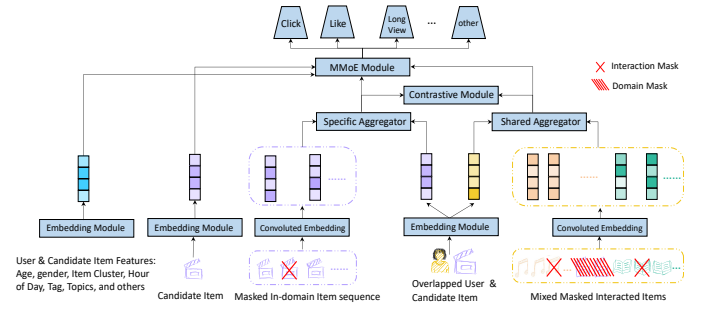 Click
Like
Long
View
...
other
MMoE Module
Interaction Mask
Domain Mask
Contrastive Module
Specific Aggregator
Shared Aggregator
......
......
......
Embedding Module
Embedding Module
Convoluted Embedding
Embedding Module
Convoluted Embedding
User & Candidate Item Features:
Age, gender, Item Cluster, Hour
of Day, Tag, Topics, and others
Candidate Item
......
Masked In-domain Item sequence
Overlapped User &
Candidate Item
...
......
Mixed Masked Interacted Items